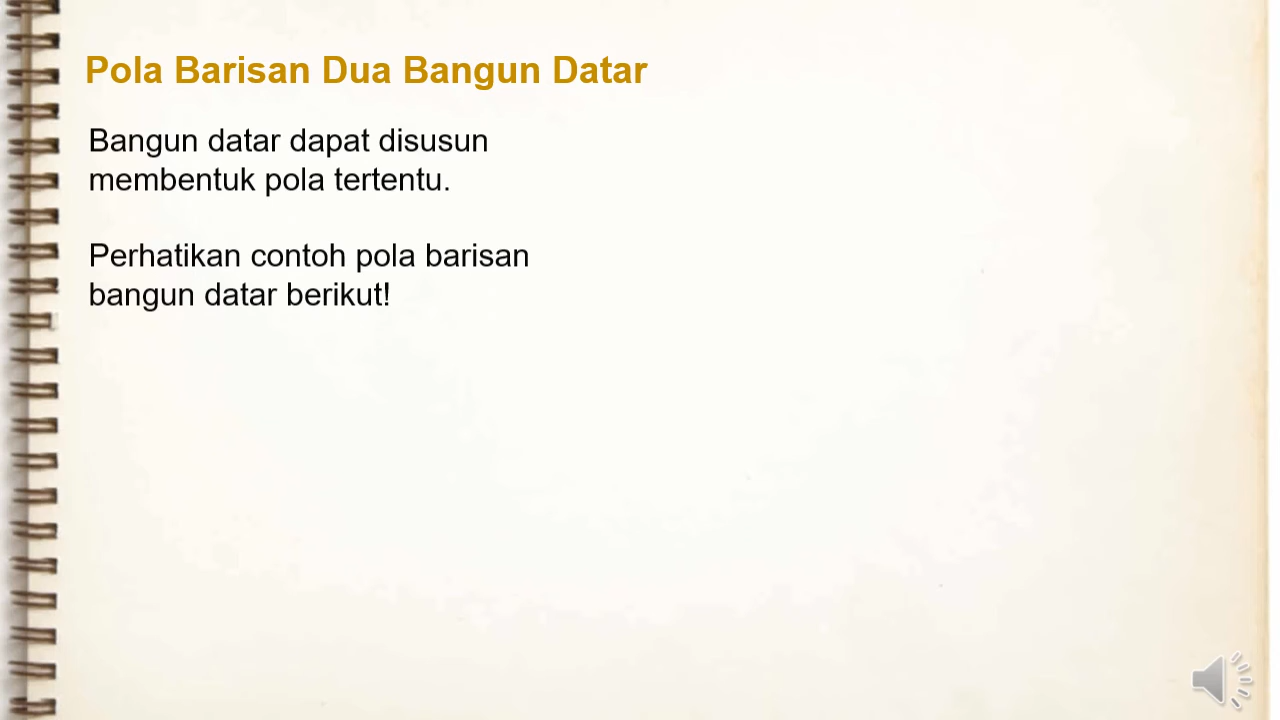 Pola Barisan Dua Bangun Datar
Bangun datar dapat disusun
membentuk pola tertentu.
Perhatikan contoh pola barisan
bangun datar berikut!